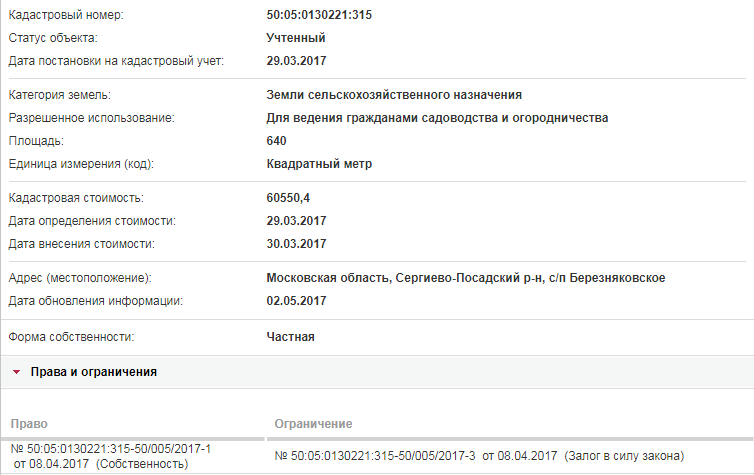 Кадастровый номер: 50:05:0130221:315
Статус объекта: Учтенный
Дата постановки на кадастровый учет: 29.03.2017
Категория земель: Земли сельскохозяйственного назначения
Разрешенное использование: Для ведения гражданами садоводства и огородничества
Площадь: 640
Единица измерения (код): Квадратный метр
Кадастровая стоимость: 60550,4
Дата определения стоимости: 29.03.2017
Дата внесения стоимости: 30.03.2017
Адрес (местоположение): Московская область, Сергиево-Посадский р-н, с/п Березняковское
Дата обновления информации: 02.05.2017
Форма собственности: Частная
Права и ограничения
Право Ограничение
№ 50:05:0130221:315-50/005/2017-1
от 08.04.2017 (Собственность)
№ 50:05:0130221:315-50/005/2017-3 от 08.04.2017 (Залог в силу закона)